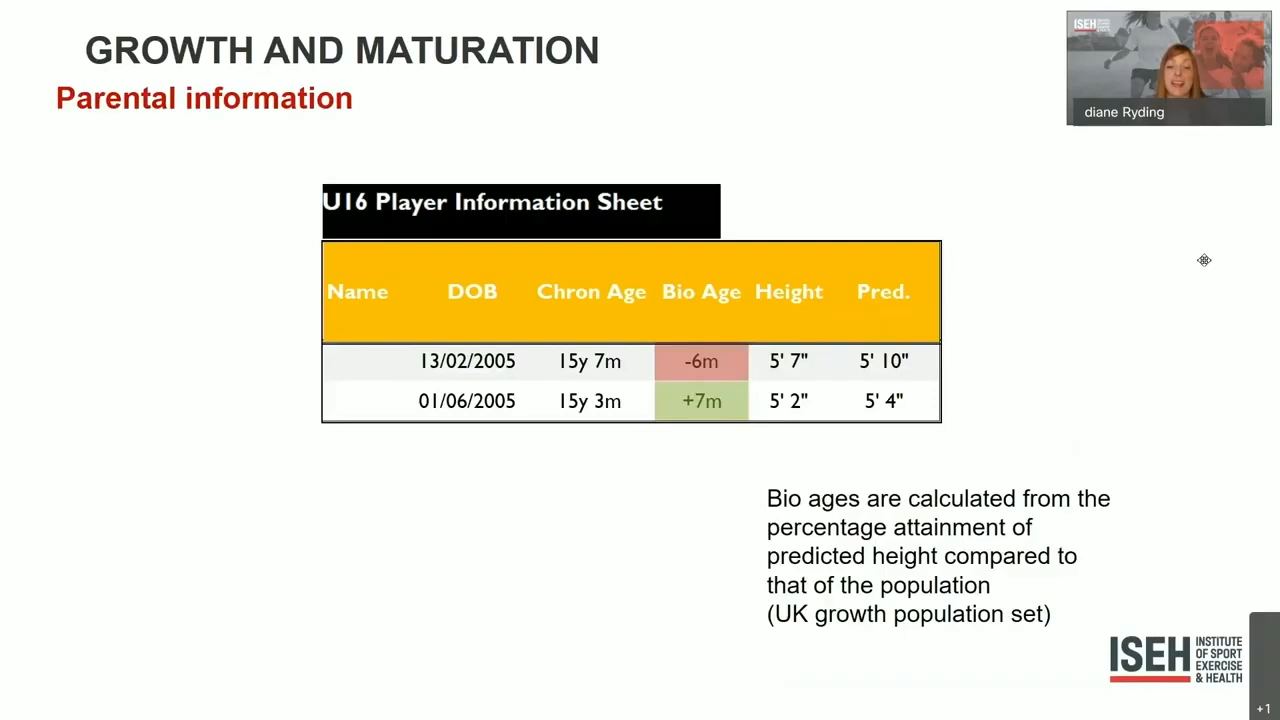 GROWTH AND MATURATION
Parental information
ISEH
diane Ryding
U16 Player Information Sheet
Name DOB Chron Age Bio Age Height Pred.
13/02/2005 15y 7m -6m 5' 7" 5' 10"
01/06/2005 15y 3m +7m 5' 2" 5' 4"
Bio ages are calculated from the
percentage attainment of
predicted height compared to
that of the population
(UK growth population set)
ISEH INSTITUTE
OF SPORT
EXERCISE
& HEALTH
+1